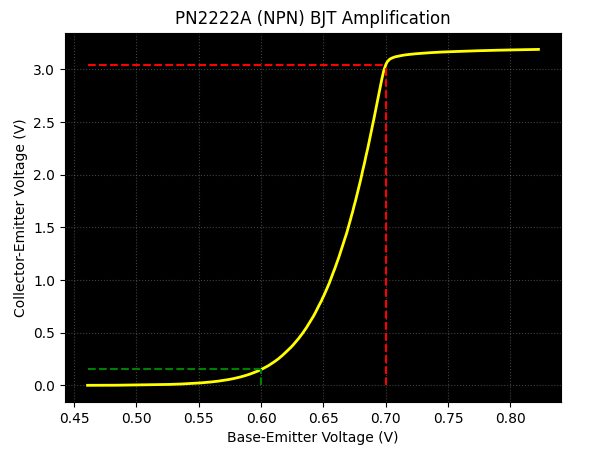 PN2222A (NPN) BJT Amplification
Collector-Emitter Voltage (V)
3.0
2.5
2.0
1.5
1.0
0.5
0.0
0.45 0.50 0.55 0.60 0.65 0.70 0.75 0.80
Base-Emitter Voltage (V)